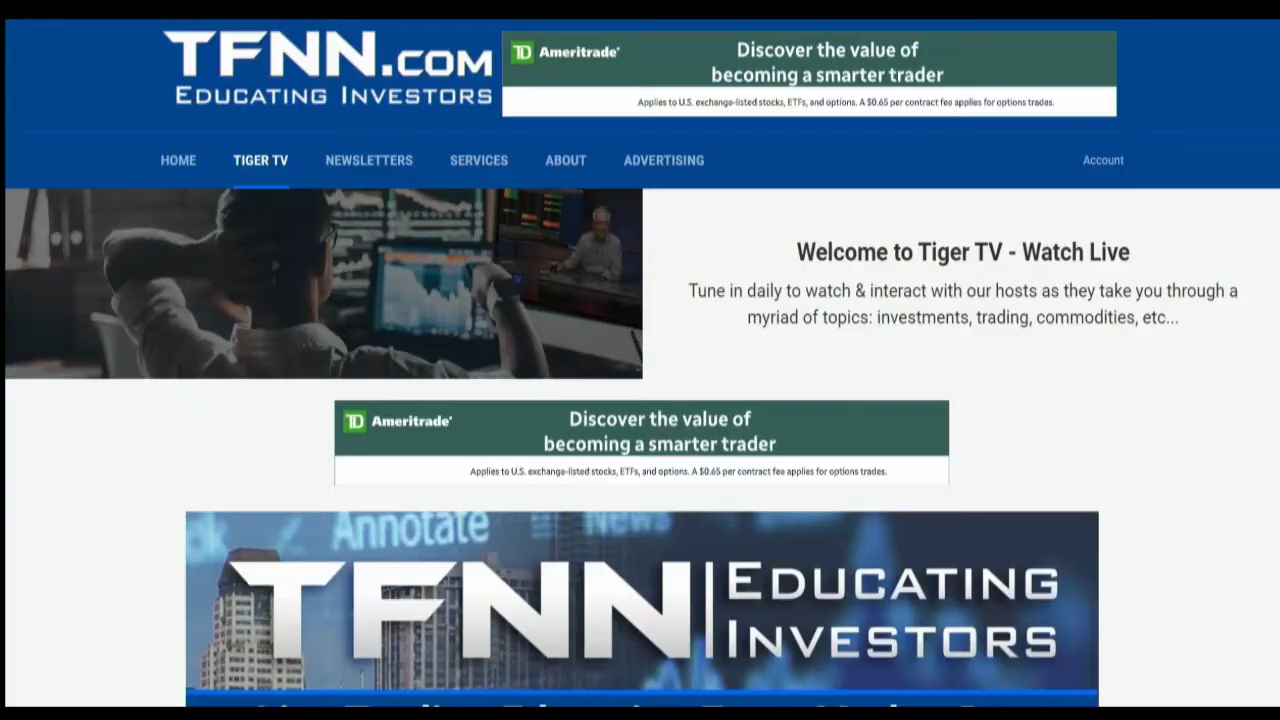 TFNN.COM
EDUCATING INVESTORS
TD Ameritrade
Discover the value of
becoming a smarter trader
Applies to U.S. exchange-listed stocks, ETFs, and options. A $0.65 per contract fee applies for options trades.
HOME TIGER TV NEWSLETTERS SERVICES ABOUT ADVERTISING Account
Welcome to Tiger TV - Watch Live
Tune in daily to watch & interact with our hosts as they take you through a
myriad of topics: investments, trading, commodities, etc...
TD Ameritrade
Discover the value of
becoming a smarter trader
Applies to U.S. exchange-listed stocks, ETFs, and options. A $0.65 per contract fee applies for options trades.
Annotate News
TFNN EDUCATING
INVESTORS